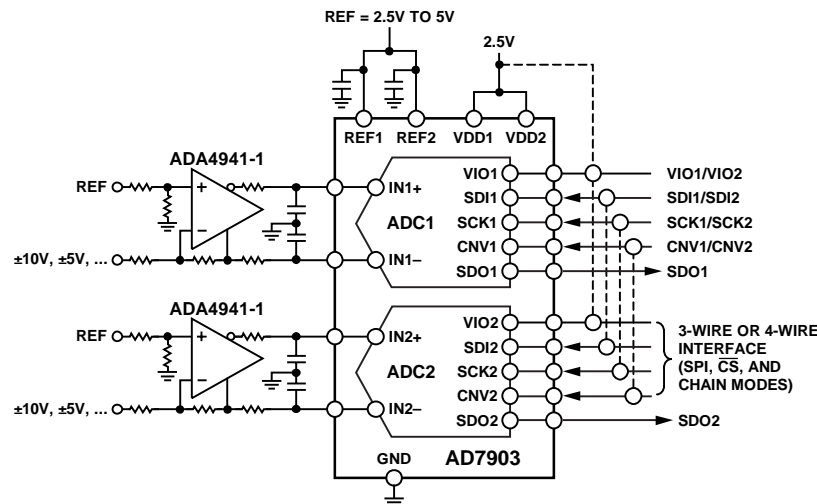 REF = 2.5V TO 5V
2.5V
REF1
REF2
VDD1
VDD2
ADA4941-1
REF
+
−
±10V, ±5V, ...
IN1+
IN1−
ADC1
VIO1
SDI1
SCK1
CNV1
SDO1
VIO1/VIO2
SDI1/SDI2
SCK1/SCK2
CNV1/CNV2
SDO1
ADA4941-1
REF
+
−
±10V, ±5V, ...
IN2+
IN2−
ADC2
VIO2
SDI2
SCK2
CNV2
SDO2
3-WIRE OR 4-WIRE
INTERFACE
(SPI, C̅S̅, AND
CHAIN MODES)
SDO2
GND
AD7903